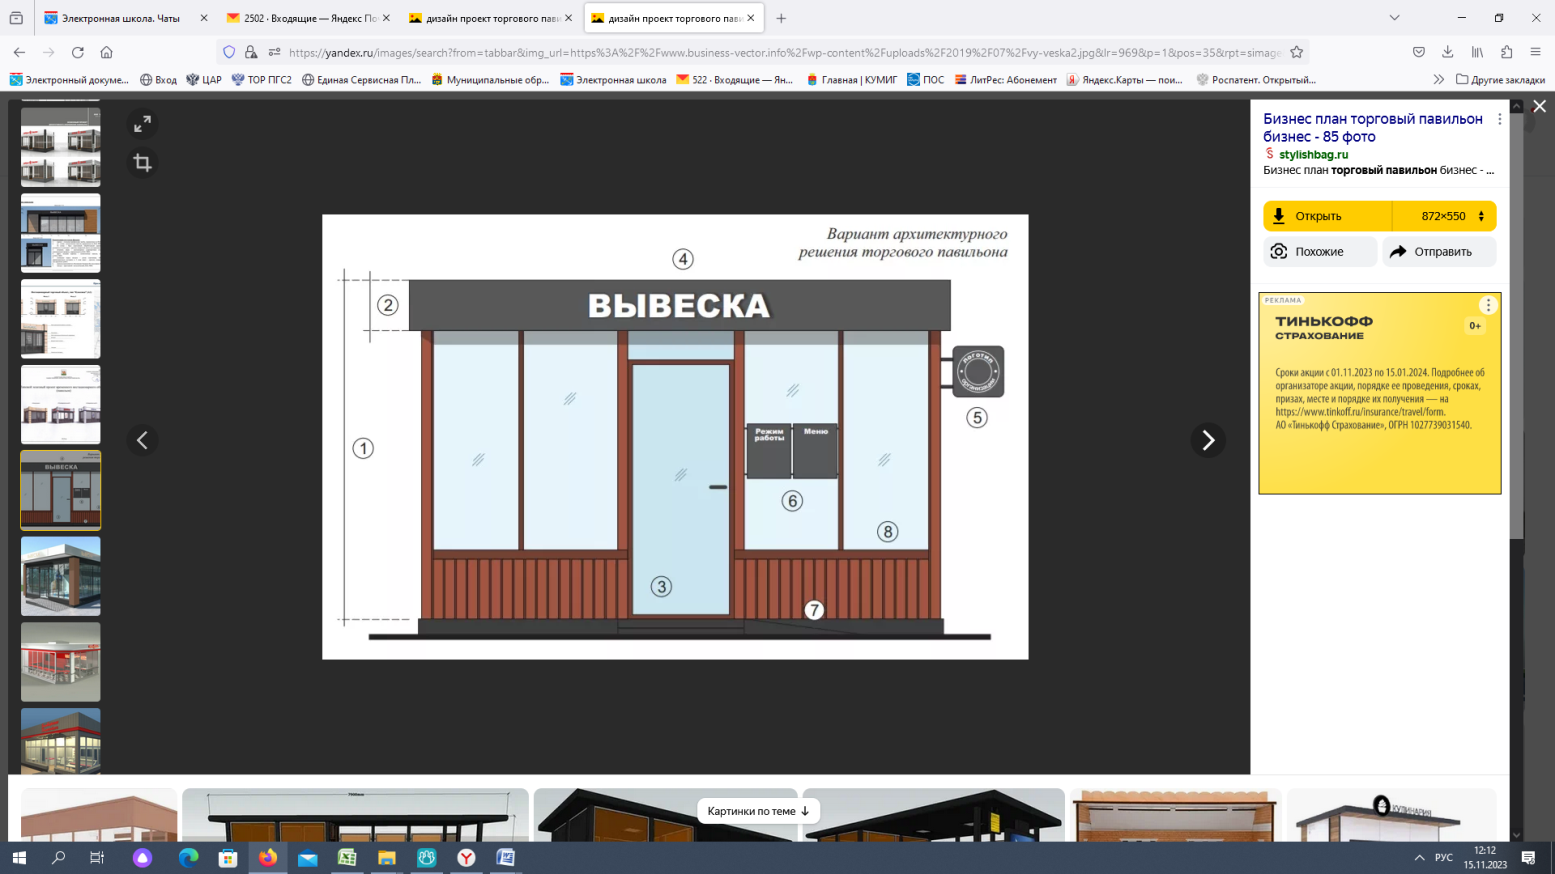 Электронная школа. Чаты
2502 · Входящие — Яндекс По
дизайн проект торгового пави
дизайн проект торгового пави
https://yandex.ru/images/search?from=tabbar&img_url=https%3A%2F%2Fwww.business-vector.info%2Fwp-content%2Fuploads%2F2019%2F07%2Fvy-veska2.jpg&lr=969&p=1&pos=35&rpt=simage
Электронный докуме...
Вход
ЦАР
ТОР ПГС2
Единая Сервисная Пл...
Муниципальные обр...
Электронная школа
522 · Входящие — Ян...
Главная | КУМИГ
ПОС
ЛитРес: Абонемент
Яндекс.Карты — пои...
Роспатент. Открытый...
Другие закладки
Вариант архитектурного
решения торгового павильона
4
2
ВЫВЕСКА
логотип
организации
5
1
Режим
работы
Меню
6
8
3
7
ВЫВЕСКА
Бизнес план торговый павильон
бизнес - 85 фото
stylishbag.ru
Бизнес план торговый павильон бизнес - ...
Открыть
872×550
Похожие
Отправить
РЕКЛАМА
ТИНЬКОФФ
СТРАХОВАНИЕ
0+
Сроки акции с 01.11.2023 по 15.01.2024. Подробнее об
организаторе акции, порядке ее проведения, сроках,
призах, месте и порядке их получения — на
https://www.tinkoff.ru/insurance/travel/form.
АО «Тинькофф Страхование», ОГРН 1027739031540.
Картинки по теме
КУЛИНАРИЯ
РУС
12:12
15.11.2023